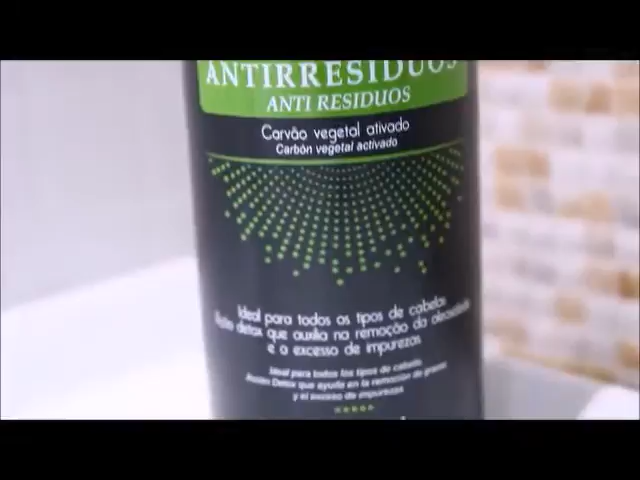 ANTIRRESÍDUOS
ANTI RESIDUOS
Carvão vegetal ativado
Carbón vegetal activado
Ideal para todos os tipos de cabelos
Ação detox que auxilia na remoção da oleosidade
e o excesso de impurezas
Ideal para todos los tipos de cabello
Acción Detox que ayuda en la remoción de grasa
y el exceso de impurezas